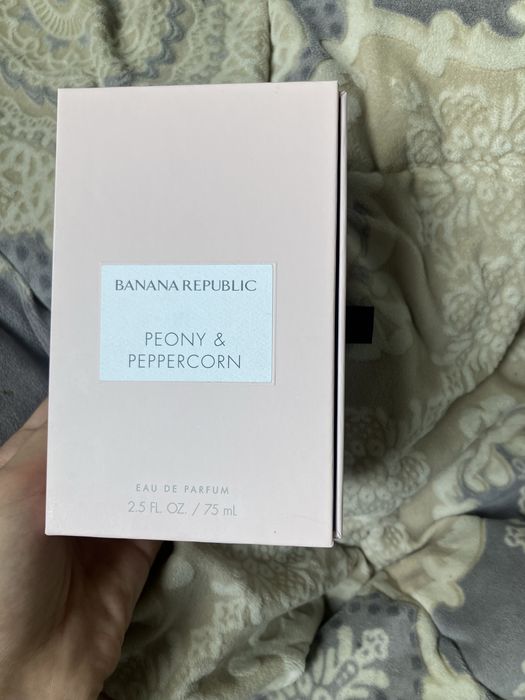 BANANA REPUBLIC
PEONY &
PEPPERCORN
EAU DE PARFUM
2.5 FL. OZ. / 75 mL